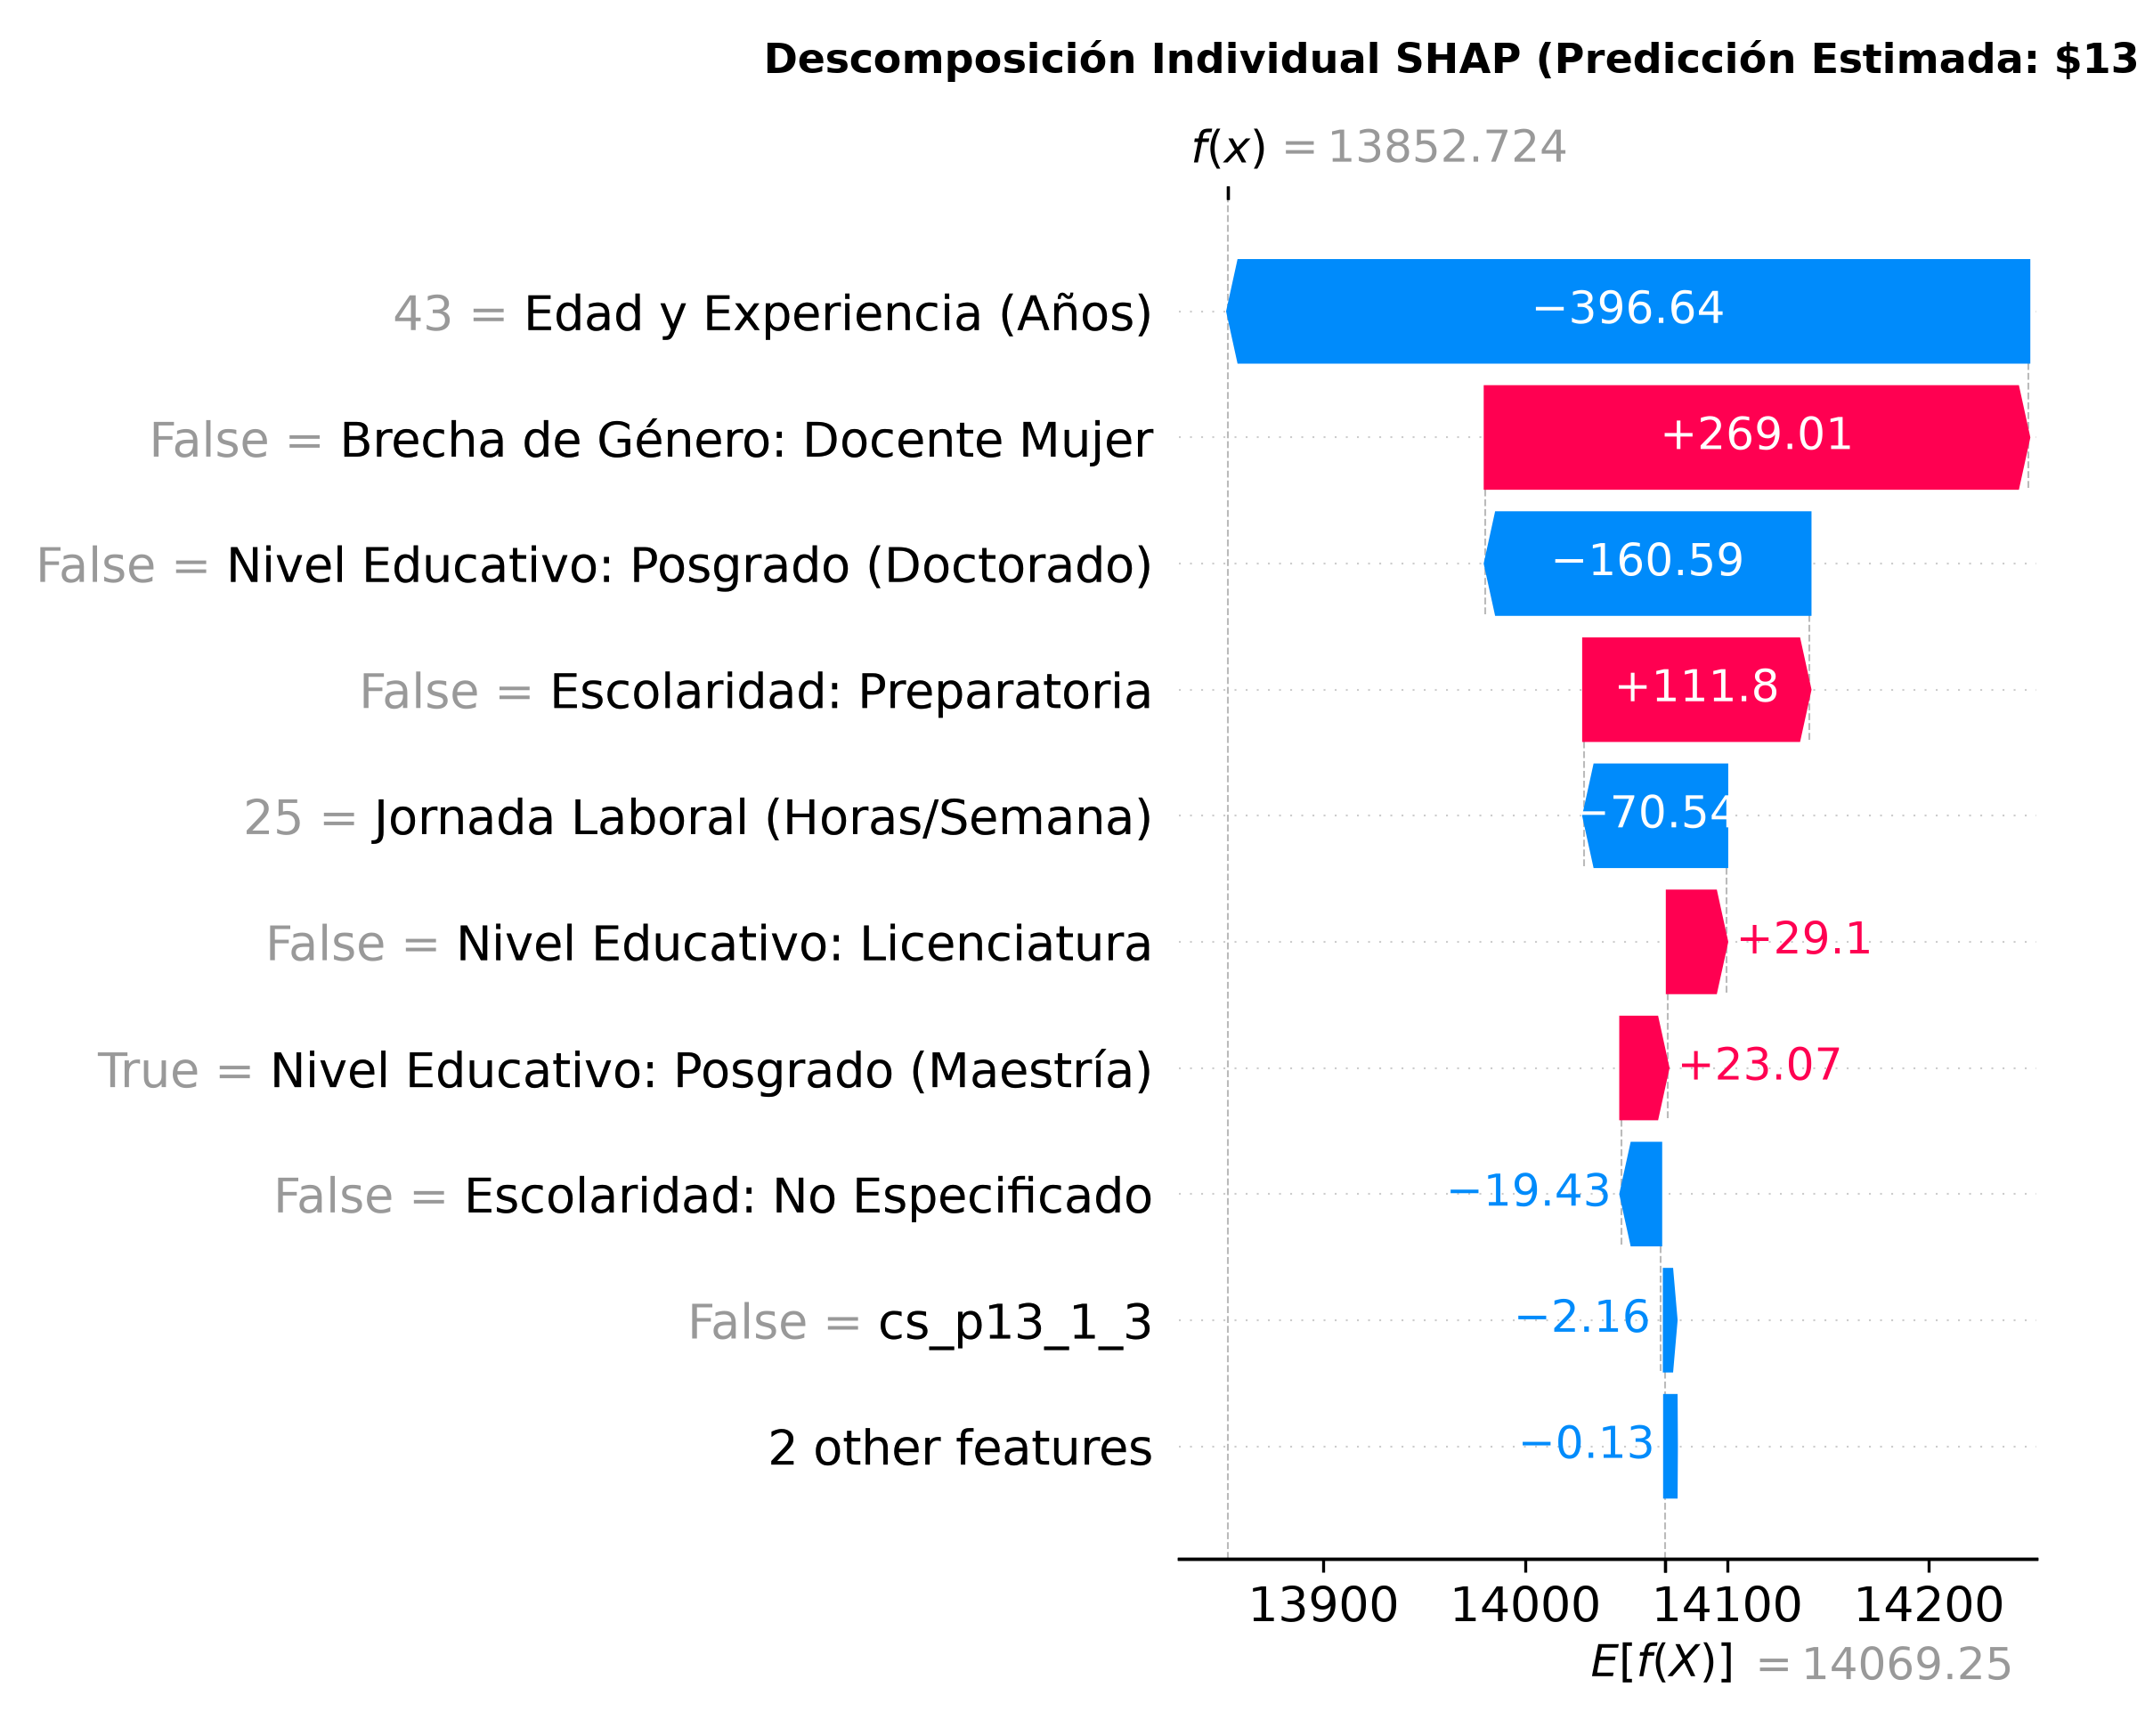 Descomposición Individual SHAP (Predicción Estimada: $13
f(x) = 13852.724
43 = Edad y Experiencia (Años) −396.64
False = Brecha de Género: Docente Mujer +269.01
False = Nivel Educativo: Posgrado (Doctorado) −160.59
False = Escolaridad: Preparatoria +111.8
25 = Jornada Laboral (Horas/Semana) −70.54
False = Nivel Educativo: Licenciatura +29.1
True = Nivel Educativo: Posgrado (Maestría) +23.07
False = Escolaridad: No Especificado −19.43
False = cs_p13_1_3 −2.16
2 other features −0.13
13900 14000 14100 14200
E[f(X)] = 14069.25